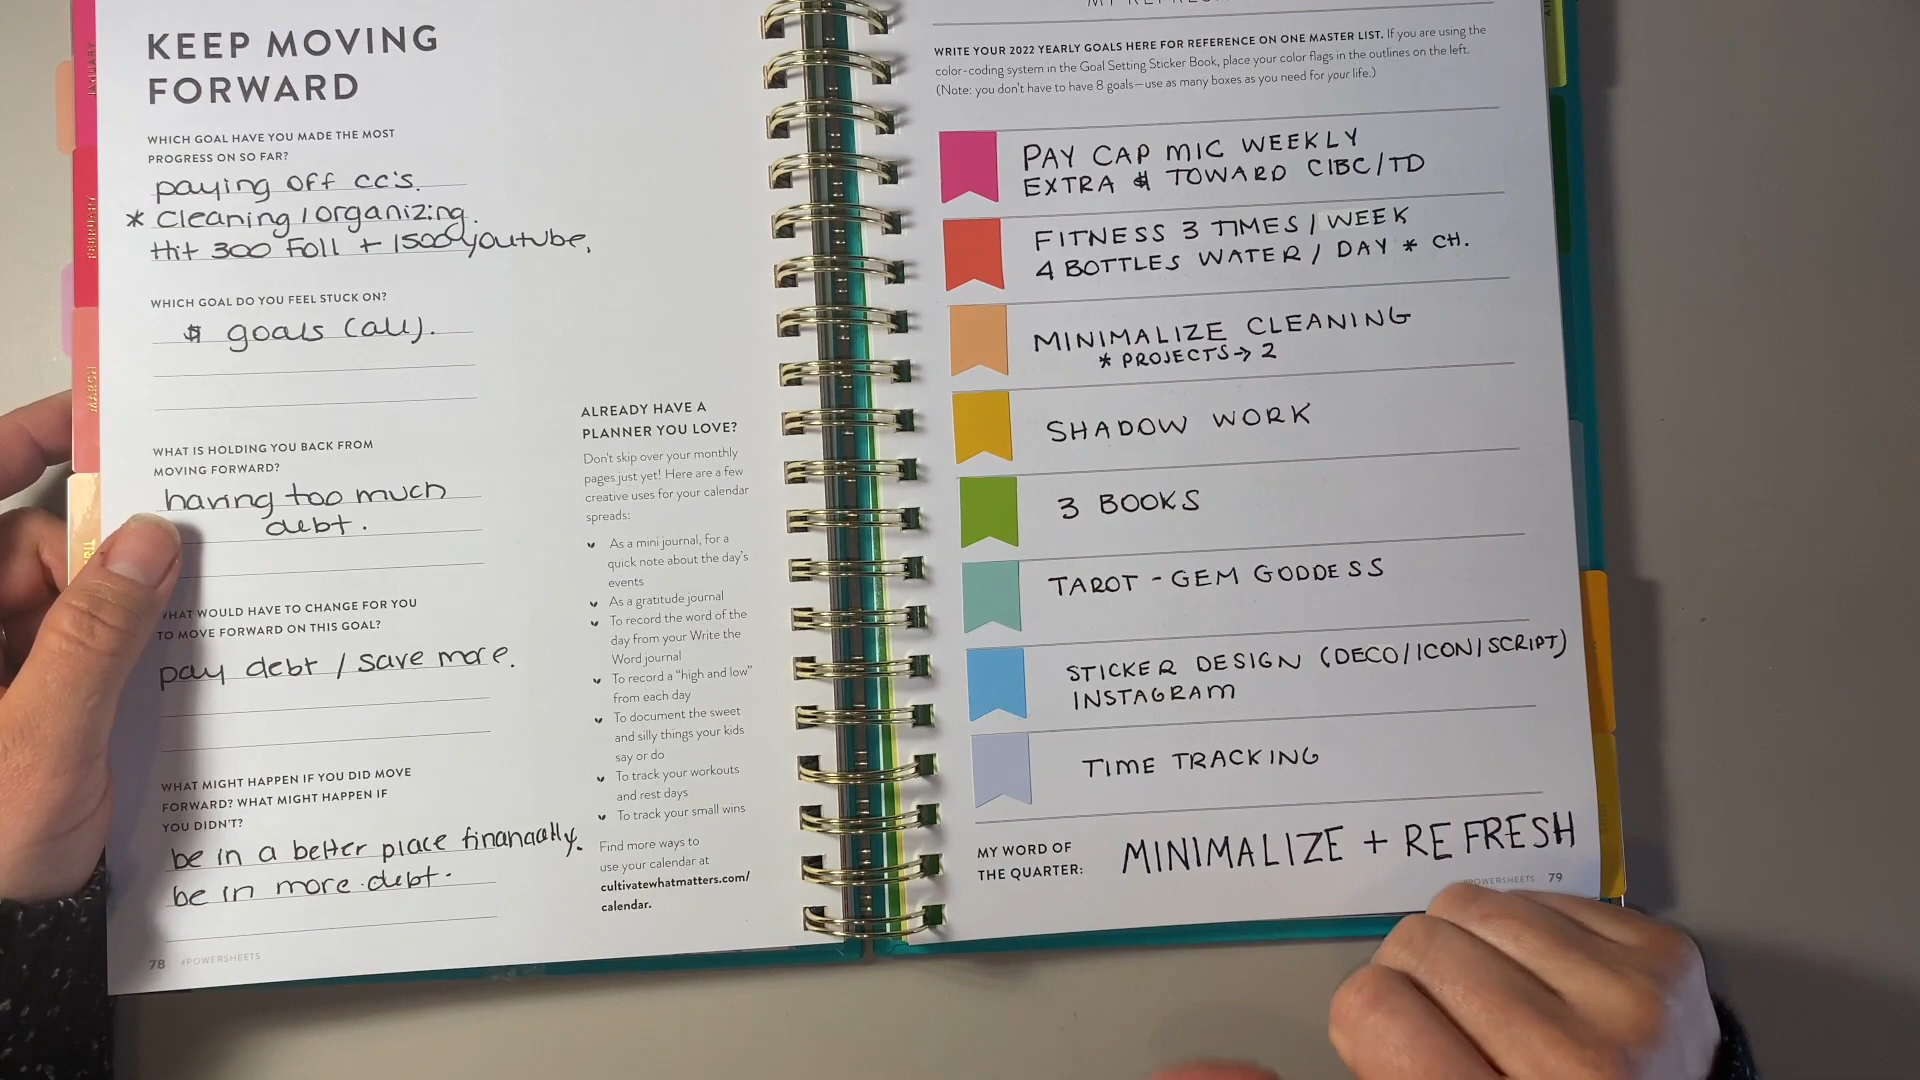 KEEP MOVING
FORWARD
WHICH GOAL HAVE YOU MADE THE MOST
PROGRESS ON SO FAR?
paying off cc's.
* Cleaning / organizing.
Hit 300 Foll + 1500 youtube.
WHICH GOAL DO YOU FEEL STUCK ON?
$ goals (all).
WHAT IS HOLDING YOU BACK FROM
MOVING FORWARD?
having too much
debt.
WHAT WOULD HAVE TO CHANGE FOR YOU
TO MOVE FORWARD ON THIS GOAL?
pay debt / save more.
WHAT MIGHT HAPPEN IF YOU DID MOVE
FORWARD? WHAT MIGHT HAPPEN IF
YOU DIDN'T?
be in a better place financially.
be in more debt.
78 #POWERSHEETS
ALREADY HAVE A
PLANNER YOU LOVE?
Don't skip over your monthly
pages just yet! Here are a few
creative uses for your calendar
spreads:
As a mini journal, for a
quick note about the day's
events
As a gratitude journal
To record the word of the
day from your Write the
Word journal
To record a "high and low"
from each day
To document the sweet
and silly things your kids
say or do
To track your workouts
and rest days
To track your small wins
Find more ways to
use your calendar at
cultivatewhatmatters.com/
calendar.
WRITE YOUR 2022 YEARLY GOALS HERE FOR REFERENCE ON ONE MASTER LIST. If you are using the
color-coding system in the Goal Setting Sticker Book, place your color flags in the outlines on the left.
(Note: you don't have to have 8 goals—use as many boxes as you need for your life.)
PAY CAP MIC WEEKLY
EXTRA $ TOWARD CIBC/TD
FITNESS 3 TIMES / WEEK
4 BOTTLES WATER / DAY * CH.
MINIMALIZE CLEANING
* PROJECTS → 2
SHADOW WORK
3 BOOKS
TAROT - GEM GODDESS
STICKER DESIGN (DECO/ICON/SCRIPT)
INSTAGRAM
TIME TRACKING
MY WORD OF
THE QUARTER:
MINIMALIZE + REFRESH
#POWERSHEETS 79
JANUARY
FEBRUARY
MARCH